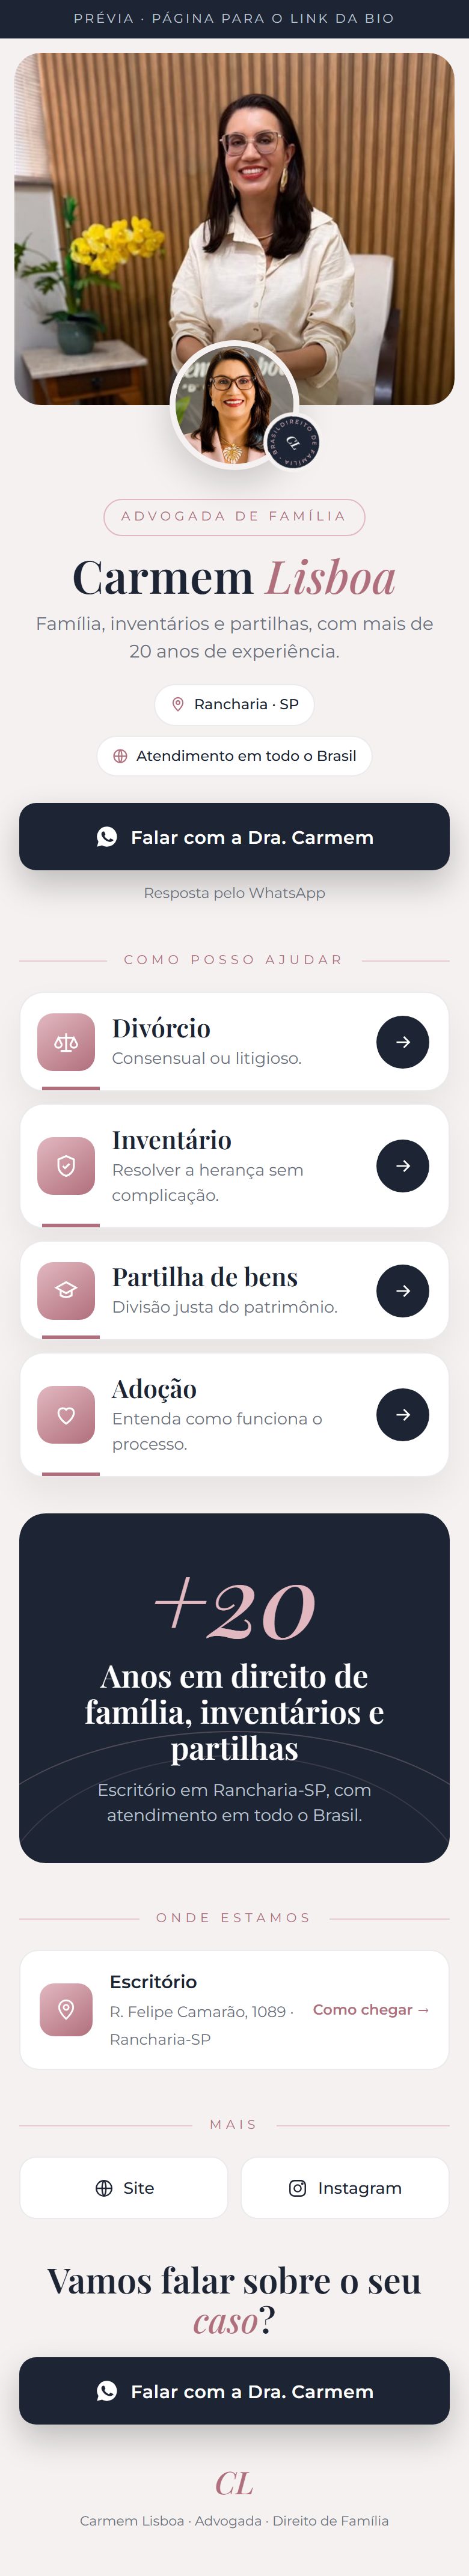 PRÉVIA · PÁGINA PARA O LINK DA BIO
BRASIL DIREITO DE FAMÍLIA ·
CL
ADVOGADA DE FAMÍLIA
Carmem Lisboa
Família, inventários e partilhas, com mais de
20 anos de experiência.
Rancharia · SP
Atendimento em todo o Brasil
Falar com a Dra. Carmem
Resposta pelo WhatsApp
COMO POSSO AJUDAR
Divórcio
Consensual ou litigioso.
Inventário
Resolver a herança sem
complicação.
Partilha de bens
Divisão justa do patrimônio.
Adoção
Entenda como funciona o
processo.
+20
Anos em direito de
família, inventários e
partilhas
Escritório em Rancharia-SP, com
atendimento em todo o Brasil.
ONDE ESTAMOS
Escritório
R. Felipe Camarão, 1089 ·
Rancharia-SP
Como chegar →
MAIS
Site
Instagram
Vamos falar sobre o seu
caso?
Falar com a Dra. Carmem
CL
Carmem Lisboa · Advogada · Direito de Família